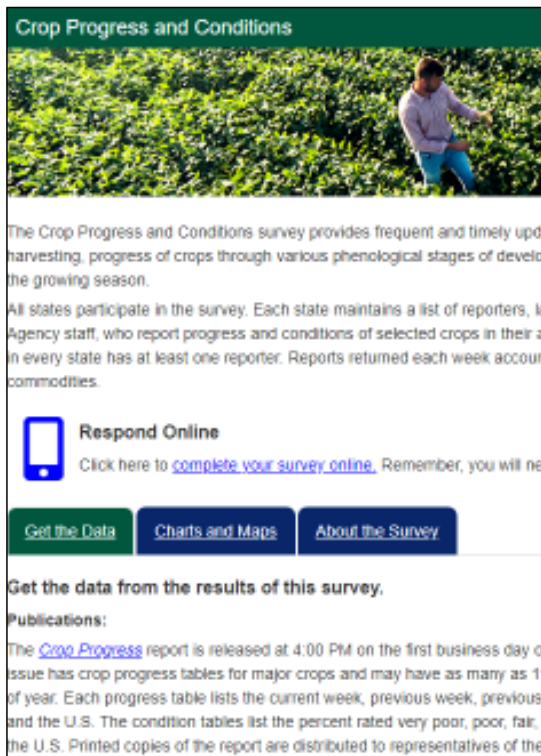 Crop Progress and Conditions
The Crop Progress and Conditions survey provides frequent and timely upd
harvesting, progress of crops through various phenological stages of develo
the growing season.
All states participate in the survey. Each state maintains a list of reporters, la
Agency staff, who report progress and conditions of selected crops in their a
in every state has at least one reporter. Reports returned each week accoun
commodities.
Respond Online
Click here to complete your survey online. Remember, you will ne
Get the Data
Charts and Maps
About the Survey
Get the data from the results of this survey.
Publications:
The Crop Progress report is released at 4:00 PM on the first business day o
issue has crop progress tables for major crops and may have as many as 1
of year. Each progress table lists the current week, previous week, previous
and the U.S. The condition tables list the percent rated very poor, poor, fair,
the U.S. Printed copies of the report are distributed to representatives of the